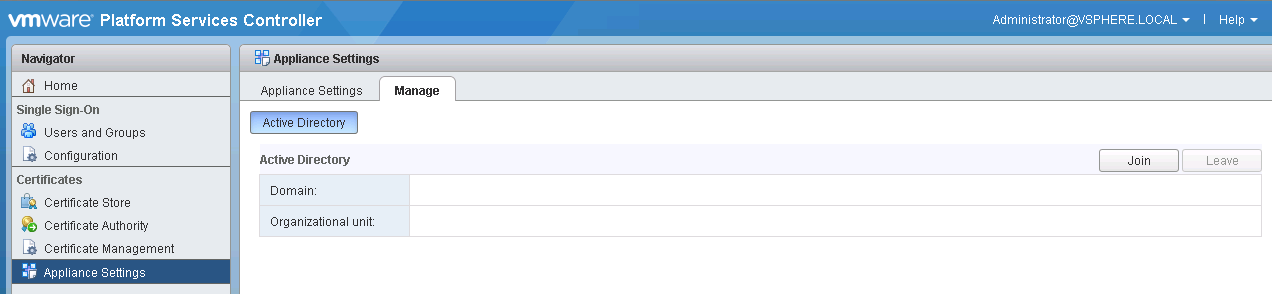 vmware® Platform Services Controller
Administrator@VSPHERE.LOCAL | Help
Navigator
Home
Single Sign-On
Users and Groups
Configuration
Certificates
Certificate Store
Certificate Authority
Certificate Management
Appliance Settings
Appliance Settings
Appliance Settings Manage
Active Directory
Active Directory Join Leave
Domain:
Organizational unit: